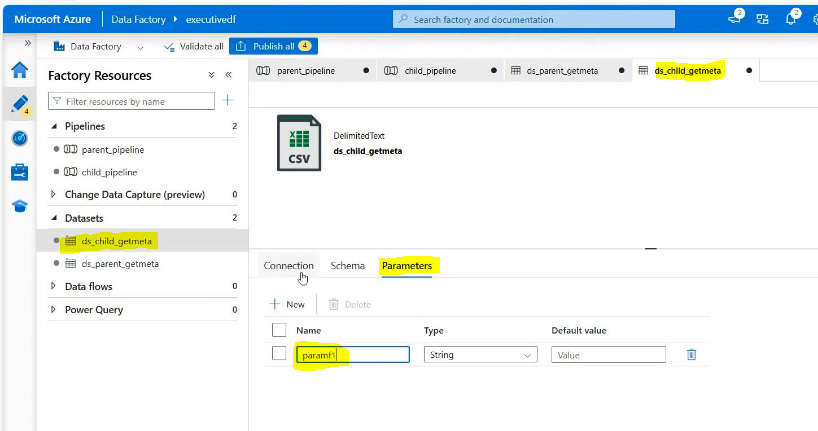 Microsoft Azure Data Factory executivedf Search factory and documentation 3 2
Data Factory Validate all Publish all 4
Factory Resources
Filter resources by name
4
Pipelines 2
parent_pipeline
child_pipeline
Change Data Capture (preview) 0
Datasets 2
ds_child_getmeta
ds_parent_getmeta
Data flows 0
Power Query 0
parent_pipeline child_pipeline ds_parent_getmeta ds_child_getmeta
CSV
DelimitedText
ds_child_getmeta
Connection Schema Parameters
New Delete
Name Type Default value
paramf1 String Value